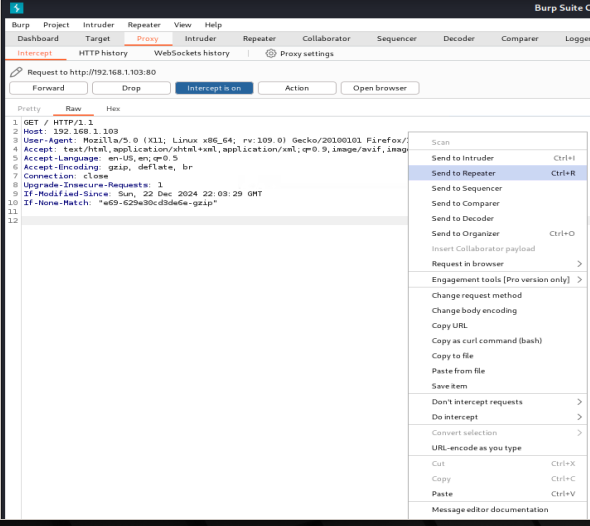 Burp Suite C
Burp Project Intruder Repeater View Help
Dashboard Target Proxy Intruder Repeater Collaborator Sequencer Decoder Comparer Logger
Intercept HTTP history WebSockets history Proxy settings
Request to http://192.168.1.103:80
Forward Drop Intercept is on Action Open browser
Pretty Raw Hex
1 GET / HTTP/1.1
2 Host: 192.168.1.103
3 User-Agent: Mozilla/5.0 (X11; Linux x86_64; rv:109.0) Gecko/20100101 Firefox/
4 Accept: text/html,application/xhtml+xml,application/xml;q=0.9,image/avif,imag
5 Accept-Language: en-US,en;q=0.5
6 Accept-Encoding: gzip, deflate, br
7 Connection: close
8 Upgrade-Insecure-Requests: 1
9 If-Modified-Since: Sun, 22 Dec 2024 22:03:29 GMT
10 If-None-Match: "e69-629e30cd3de6e-gzip"
11
12
Scan
Send to Intruder Ctrl+I
Send to Repeater Ctrl+R
Send to Sequencer
Send to Comparer
Send to Decoder
Send to Organizer Ctrl+O
Insert Collaborator payload
Request in browser >
Engagement tools [Pro version only] >
Change request method
Change body encoding
Copy URL
Copy as curl command (bash)
Copy to file
Paste from file
Save item
Don't intercept requests >
Do intercept >
Convert selection >
URL-encode as you type
Cut Ctrl+X
Copy Ctrl+C
Paste Ctrl+V
Message editor documentation